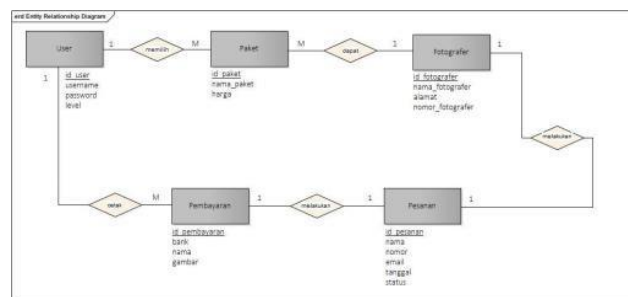 erd Entity Relationship Diagram
User
1
memilih
M
Paket
M
dapat
1
Fotografer
1
1
id_user
username
password
level
id_paket
nama_paket
harga
id_fotografer
nama_fotografer
alamat
nomor_fotografer
melakukan
M
Pembayaran
1
melakukan
1
Pesanan
1
id_pembayaran
bank
nama
gambar
id_pesanan
nama
nomor
email
tanggal
status